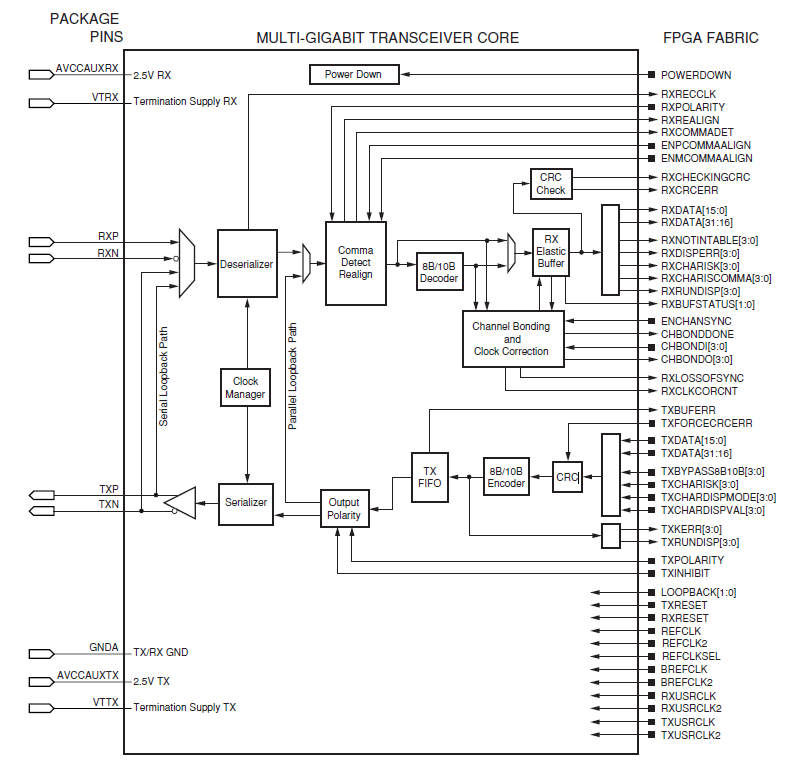 PACKAGE
PINS
MULTI-GIGABIT TRANSCEIVER CORE
FPGA FABRIC
AVCCAUXRX
2.5V RX
VTRX
Termination Supply RX
Power Down
POWERDOWN
RXRECCLK
RXPOLARITY
RXREALIGN
RXCOMMADET
ENPCOMMAALIGN
ENMCOMMAALIGN
CRC
Check
RXCHECKINGCRC
RXCRCERR
RXP
RXN
Deserializer
Comma
Detect
Realign
8B/10B
Decoder
RX
Elastic
Buffer
RXDATA[15:0]
RXDATA[31:16]
RXNOTINTABLE[3:0]
RXDISPERR[3:0]
RXCHARISK[3:0]
RXCHARISCOMMA[3:0]
RXRUNDISP[3:0]
RXBUFSTATUS[1:0]
Serial Loopback Path
Parallel Loopback Path
Clock
Manager
Channel Bonding
and
Clock Correction
ENCHANSYNC
CHBONDDONE
CHBONDI[3:0]
CHBONDO[3:0]
RXLOSSOFSYNC
RXCLKCORCNT
TXBUFERR
TXFORCECRCERR
TXP
TXN
Serializer
Output
Polarity
TX
FIFO
8B/10B
Encoder
CRC
TXDATA[15:0]
TXDATA[31:16]
TXBYPASS8B10B[3:0]
TXCHARISK[3:0]
TXCHARDISPMODE[3:0]
TXCHARDISPVAL[3:0]
TXKERR[3:0]
TXRUNDISP[3:0]
TXPOLARITY
TXINHIBIT
LOOPBACK[1:0]
TXRESET
RXRESET
REFCLK
REFCLK2
REFCLKSEL
BREFCLK
BREFCLK2
RXUSRCLK
RXUSRCLK2
TXUSRCLK
TXUSRCLK2
GNDA
TX/RX GND
AVCCAUXTX
2.5V TX
VTTX
Termination Supply TX